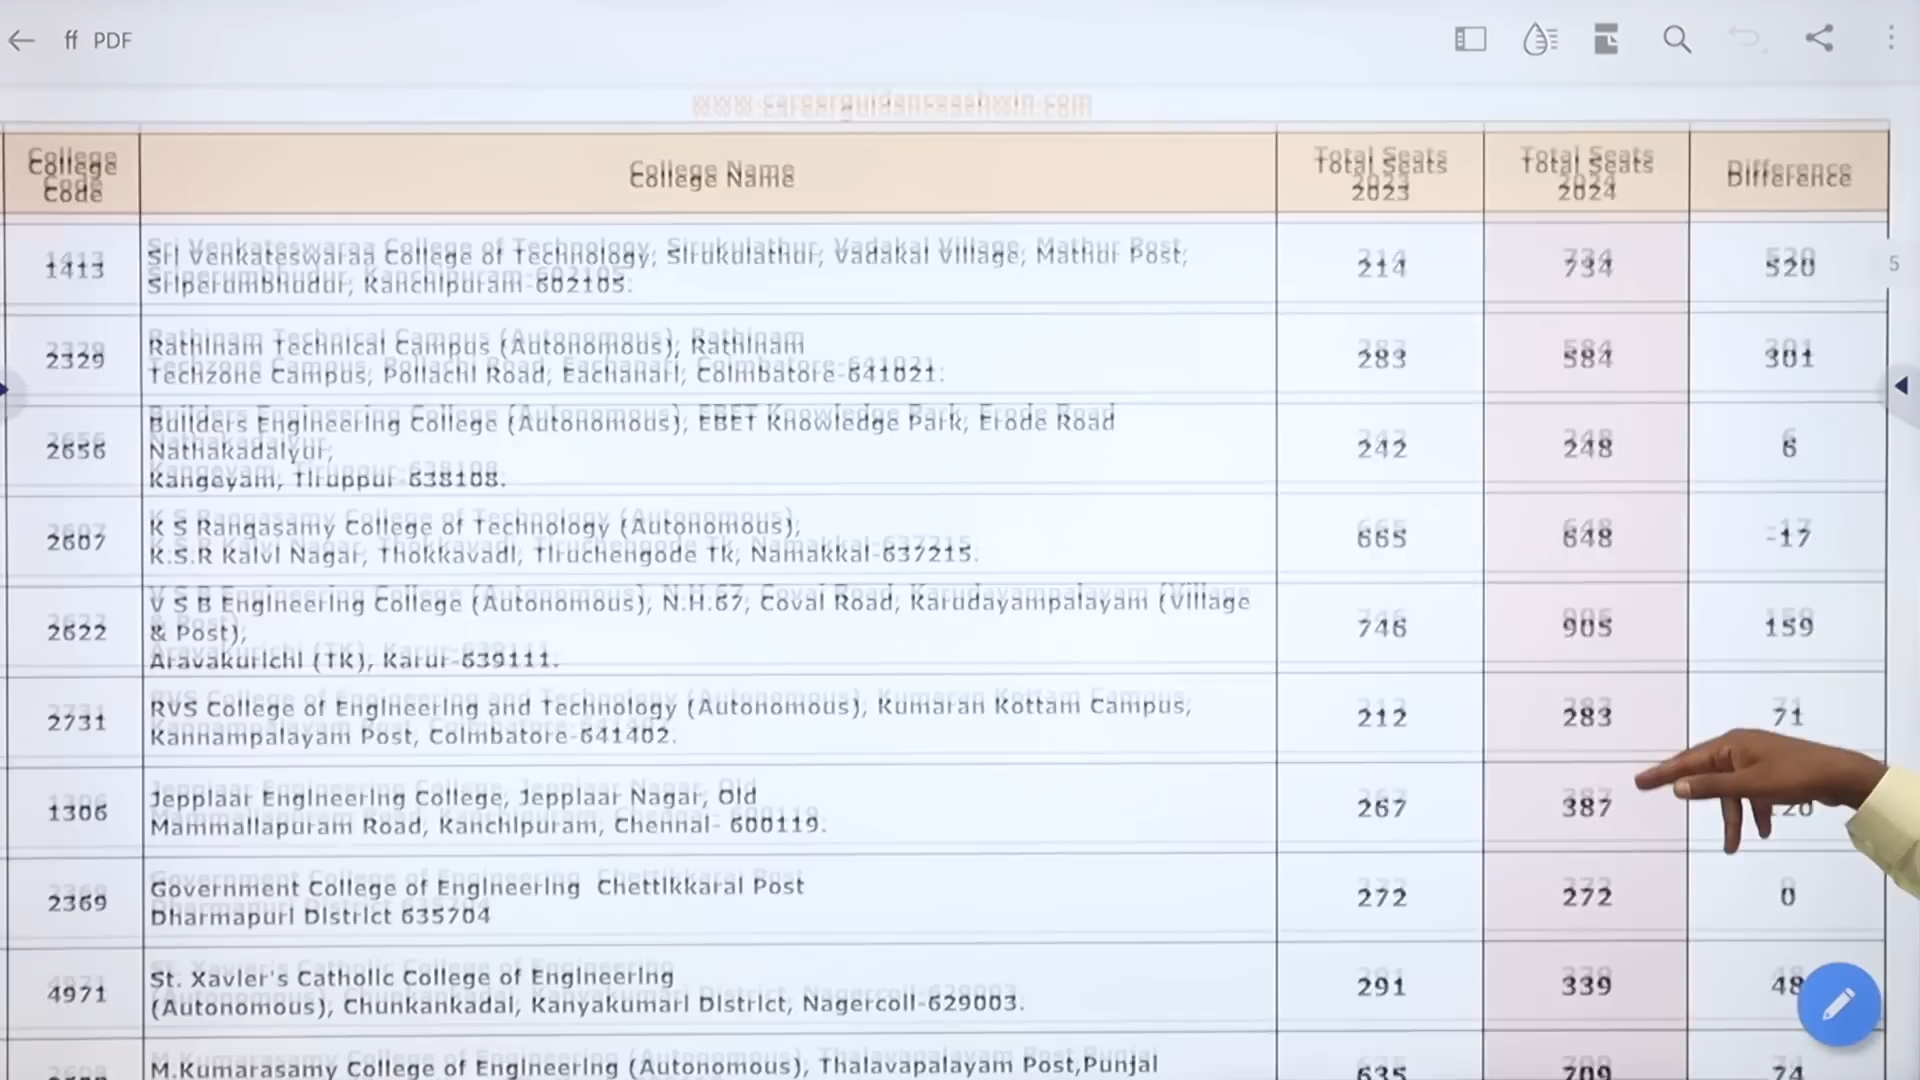 ff PDF
www.careerguidanceashwin.com
College Code College Name Total Seats 2023 Total Seats 2024 Difference
1413 Sri Venkateswaraa College of Technology, Sirukulathur, Vadakal Village, Mathur Post,
Sriperumbhudur, Kanchipuram-602105. 214 734 520
5
2329 Rathinam Technical Campus (Autonomous), Rathinam
Techzone Campus, Pollachi Road, Eachanari, Coimbatore-641021. 283 584 301
2656 Builders Engineering College (Autonomous), EBET Knowledge Park, Erode Road
Nathakadaiyur,
Kangeyam, Tiruppur-638108. 242 248 6
2607 K S Rangasamy College of Technology (Autonomous),
K.S.R Kalvi Nagar, Thokkavadi, Tiruchengode Tk, Namakkal-637215. 665 648 -17
2622 V S B Engineering College (Autonomous), N.H.67, Covai Road, Karudayampalayam (Village
& Post),
Aravakurichi (TK), Karur-639111. 746 905 159
2731 RVS College of Engineering and Technology (Autonomous), Kumaran Kottam Campus,
Kannampalayam Post, Coimbatore-641402. 212 283 71
1306 Jeppiaar Engineering College, Jeppiaar Nagar, Old
Mammallapuram Road, Kanchipuram, Chennai- 600119. 267 387
2369 Government College of Engineering Chettikkarai Post
Dharmapuri District 635704 272 272 0
4971 St. Xavier's Catholic College of Engineering
(Autonomous), Chunkankadai, Kanyakumari District, Nagercoil-629003. 291 339 48
M.Kumarasamy College of Engineering (Autonomous), Thalavapalayam Post,Punjai 635 709 74